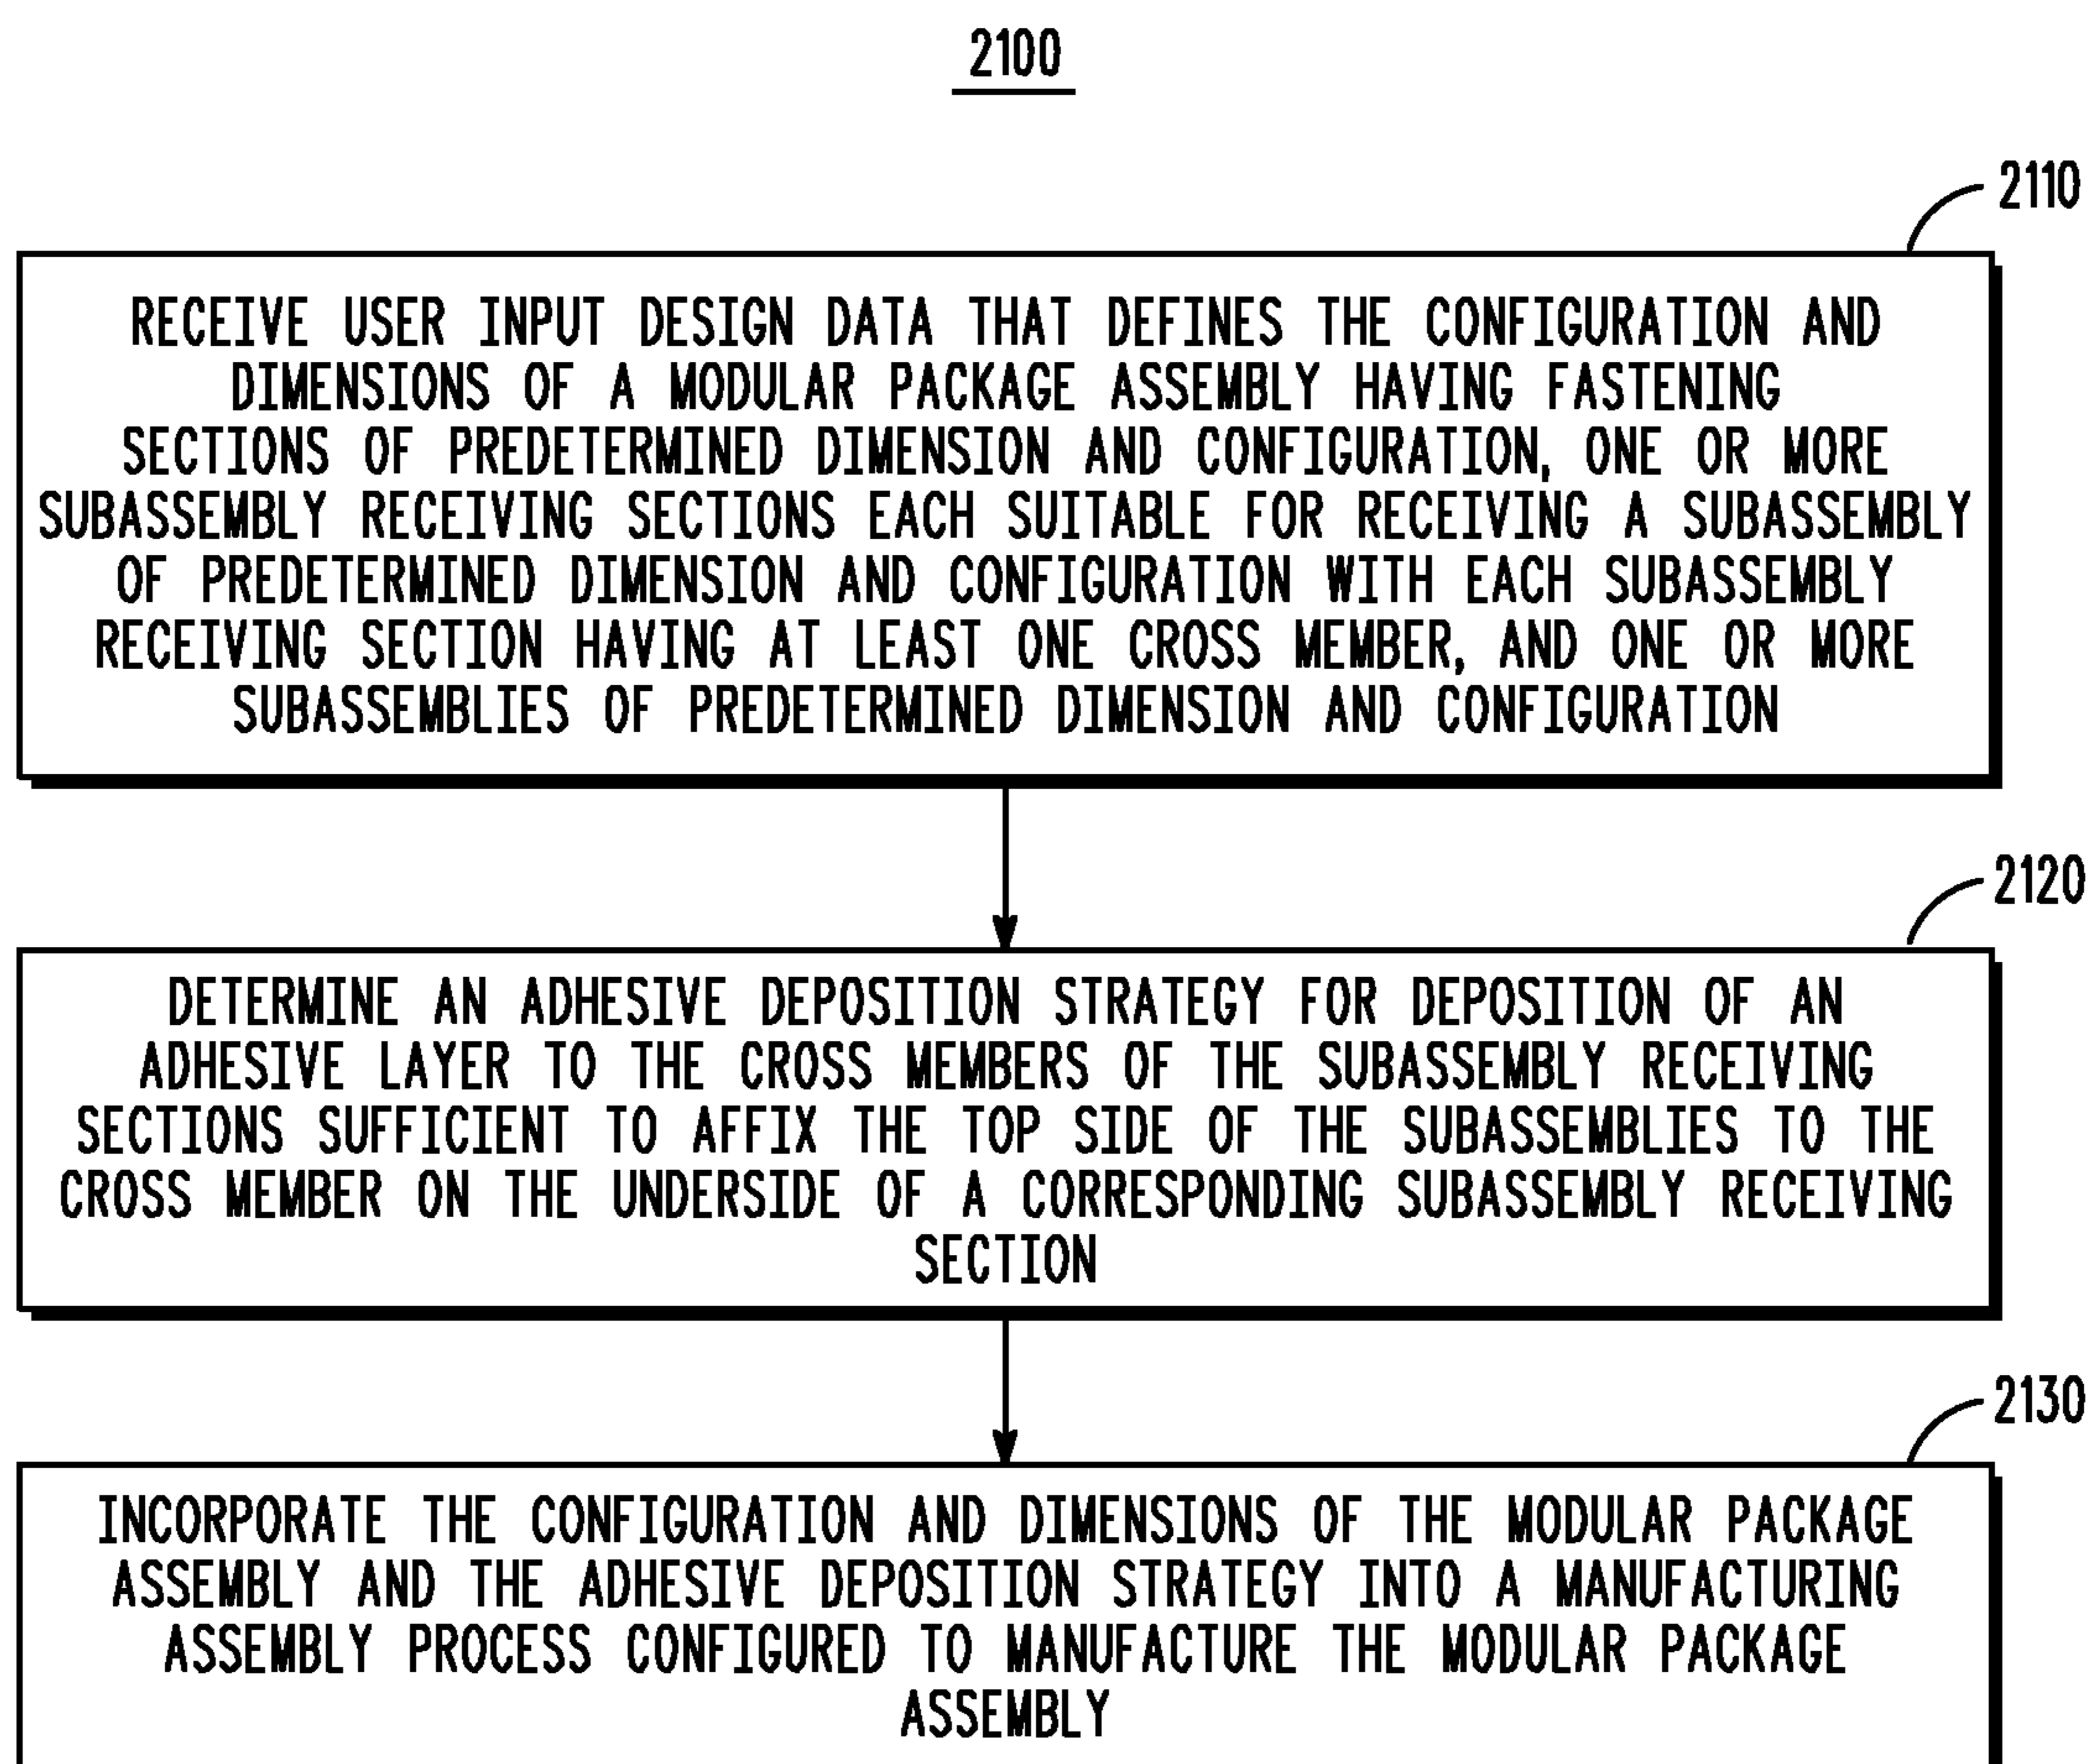 2100
2110
RECEIVE USER INPUT DESIGN DATA THAT DEFINES THE CONFIGURATION AND
DIMENSIONS OF A MODULAR PACKAGE ASSEMBLY HAVING FASTENING
SECTIONS OF PREDETERMINED DIMENSION AND CONFIGURATION, ONE OR MORE
SUBASSEMBLY RECEIVING SECTIONS EACH SUITABLE FOR RECEIVING A SUBASSEMBLY
OF PREDETERMINED DIMENSION AND CONFIGURATION WITH EACH SUBASSEMBLY
RECEIVING SECTION HAVING AT LEAST ONE CROSS MEMBER, AND ONE OR MORE
SUBASSEMBLIES OF PREDETERMINED DIMENSION AND CONFIGURATION
2120
DETERMINE AN ADHESIVE DEPOSITION STRATEGY FOR DEPOSITION OF AN
ADHESIVE LAYER TO THE CROSS MEMBERS OF THE SUBASSEMBLY RECEIVING
SECTIONS SUFFICIENT TO AFFIX THE TOP SIDE OF THE SUBASSEMBLIES TO THE
CROSS MEMBER ON THE UNDERSIDE OF A CORRESPONDING SUBASSEMBLY RECEIVING
SECTION
2130
INCORPORATE THE CONFIGURATION AND DIMENSIONS OF THE MODULAR PACKAGE
ASSEMBLY AND THE ADHESIVE DEPOSITION STRATEGY INTO A MANUFACTURING
ASSEMBLY PROCESS CONFIGURED TO MANUFACTURE THE MODULAR PACKAGE
ASSEMBLY